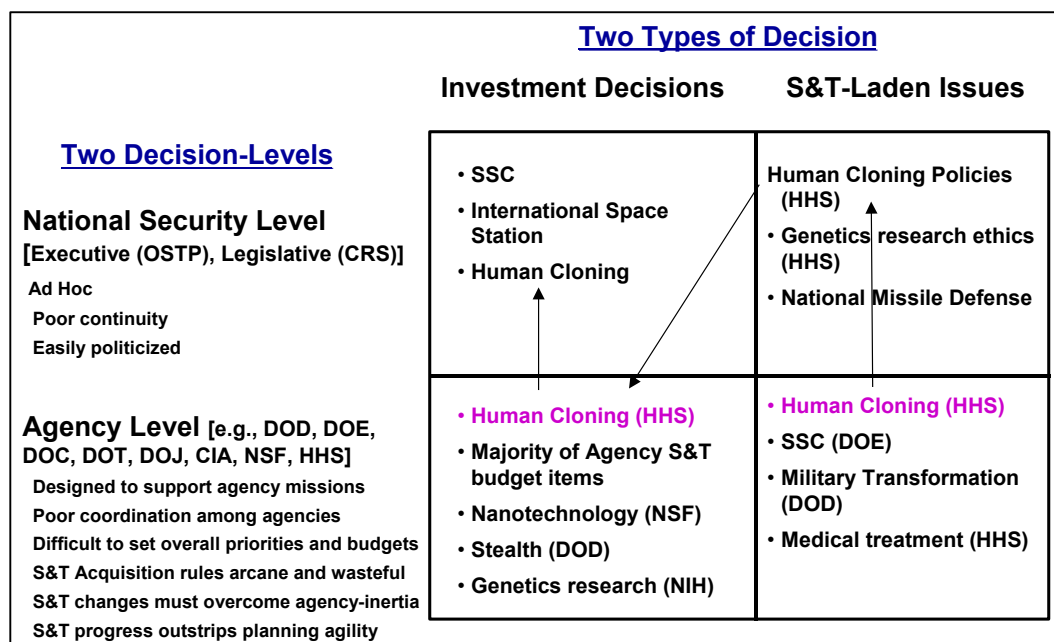 Two Types of Decision
Investment Decisions
S&T-Laden Issues
Two Decision-Levels
National Security Level
[Executive (OSTP), Legislative (CRS)]
Ad Hoc
Poor continuity
Easily politicized
• SSC
• International Space
Station
• Human Cloning
Human Cloning Policies
(HHS)
• Genetics research ethics
(HHS)
• National Missile Defense
Agency Level [e.g., DOD, DOE,
DOC, DOT, DOJ, CIA, NSF, HHS]
Designed to support agency missions
Poor coordination among agencies
Difficult to set overall priorities and budgets
S&T Acquisition rules arcane and wasteful
S&T changes must overcome agency-inertia
S&T progress outstrips planning agility
• Human Cloning (HHS)
• Majority of Agency S&T
budget items
• Nanotechnology (NSF)
• Stealth (DOD)
• Genetics research (NIH)
• Human Cloning (HHS)
• SSC (DOE)
• Military Transformation
(DOD)
• Medical treatment (HHS)